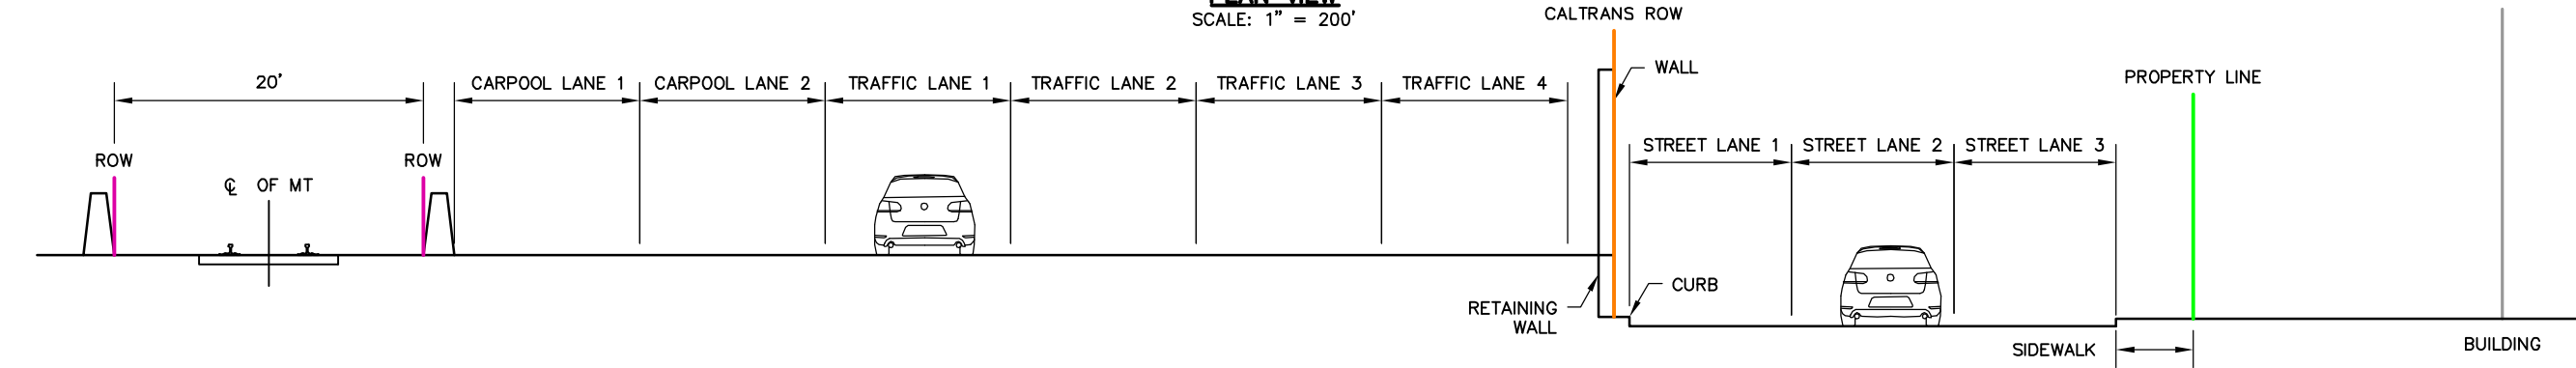 PLAN VIEW
SCALE: 1" = 200'
CALTRANS ROW
WALL
PROPERTY LINE
20'
CARPOOL LANE 1
CARPOOL LANE 2
TRAFFIC LANE 1
TRAFFIC LANE 2
TRAFFIC LANE 3
TRAFFIC LANE 4
STREET LANE 1
STREET LANE 2
STREET LANE 3
ROW
ROW
℄ OF MT
CURB
RETAINING
WALL
SIDEWALK
BUILDING